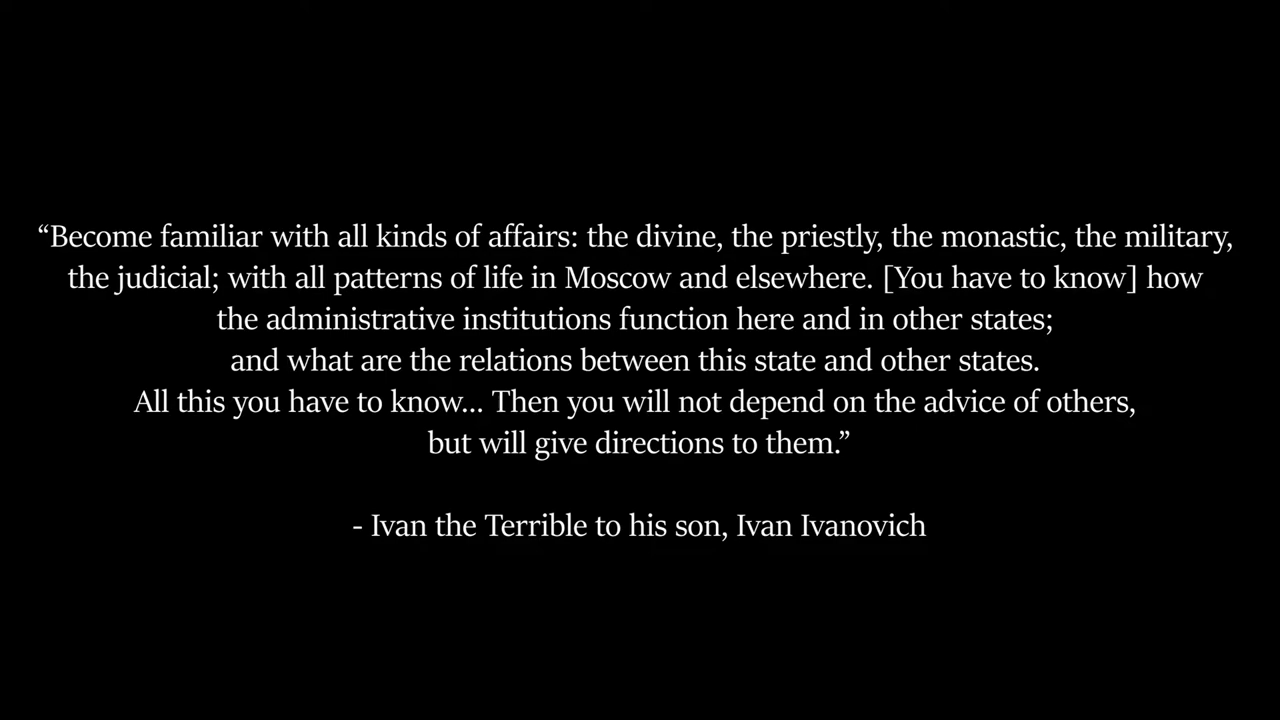 “Become familiar with all kinds of affairs: the divine, the priestly, the monastic, the military,
the judicial; with all patterns of life in Moscow and elsewhere. [You have to know] how
the administrative institutions function here and in other states;
and what are the relations between this state and other states.
All this you have to know... Then you will not depend on the advice of others,
but will give directions to them.”
- Ivan the Terrible to his son, Ivan Ivanovich